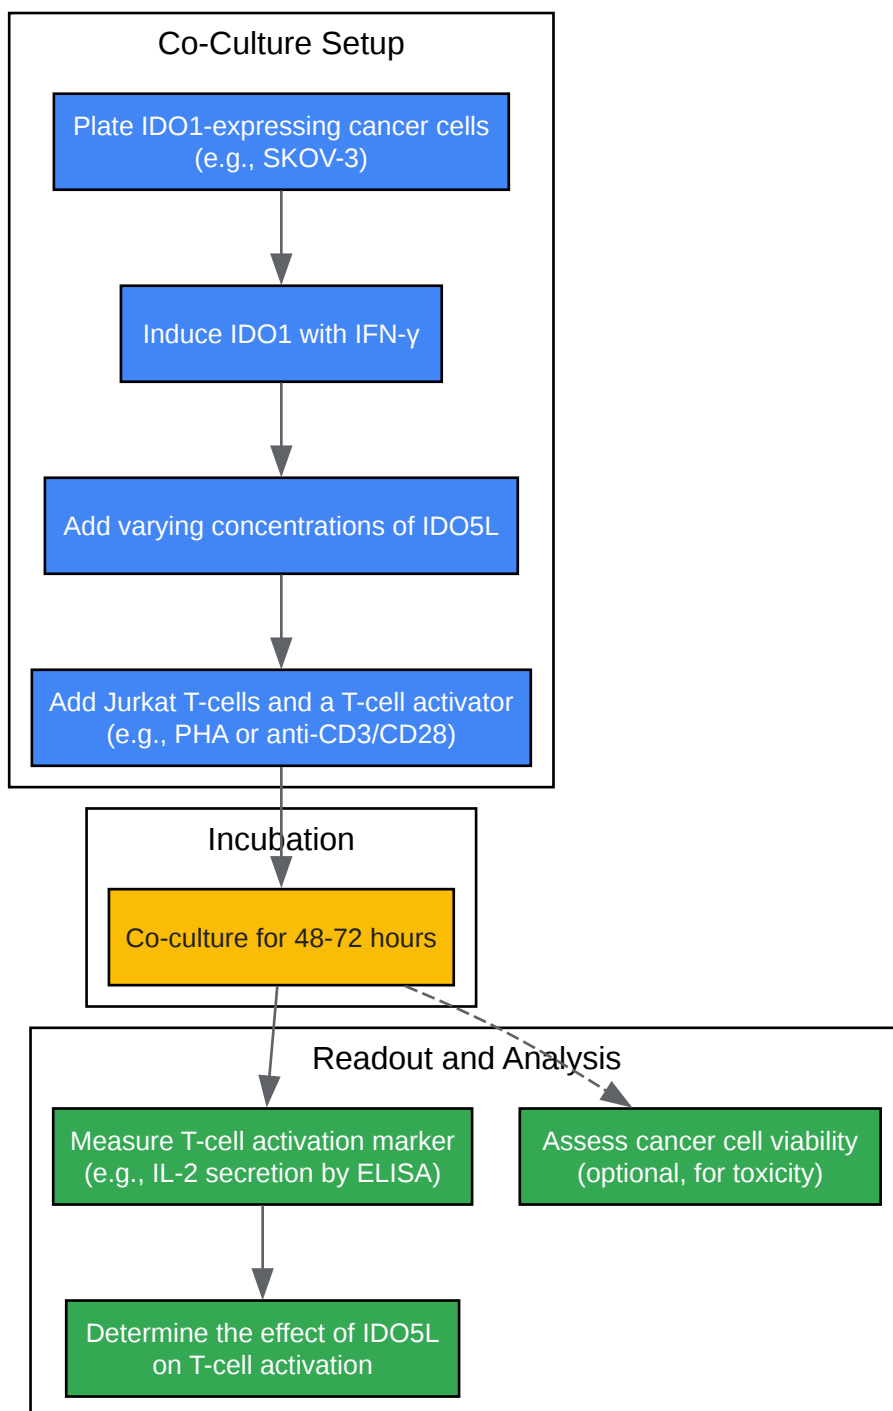 Co-Culture Setup
Plate IDO1-expressing cancer cells
(e.g., SKOV-3)
Induce IDO1 with IFN-γ
Add varying concentrations of IDO5L
Add Jurkat T-cells and a T-cell activator
(e.g., PHA or anti-CD3/CD28)
Incubation
Co-culture for 48-72 hours
Readout and Analysis
Measure T-cell activation marker
(e.g., IL-2 secretion by ELISA)
Assess cancer cell viability
(optional, for toxicity)
Determine the effect of IDO5L
on T-cell activation